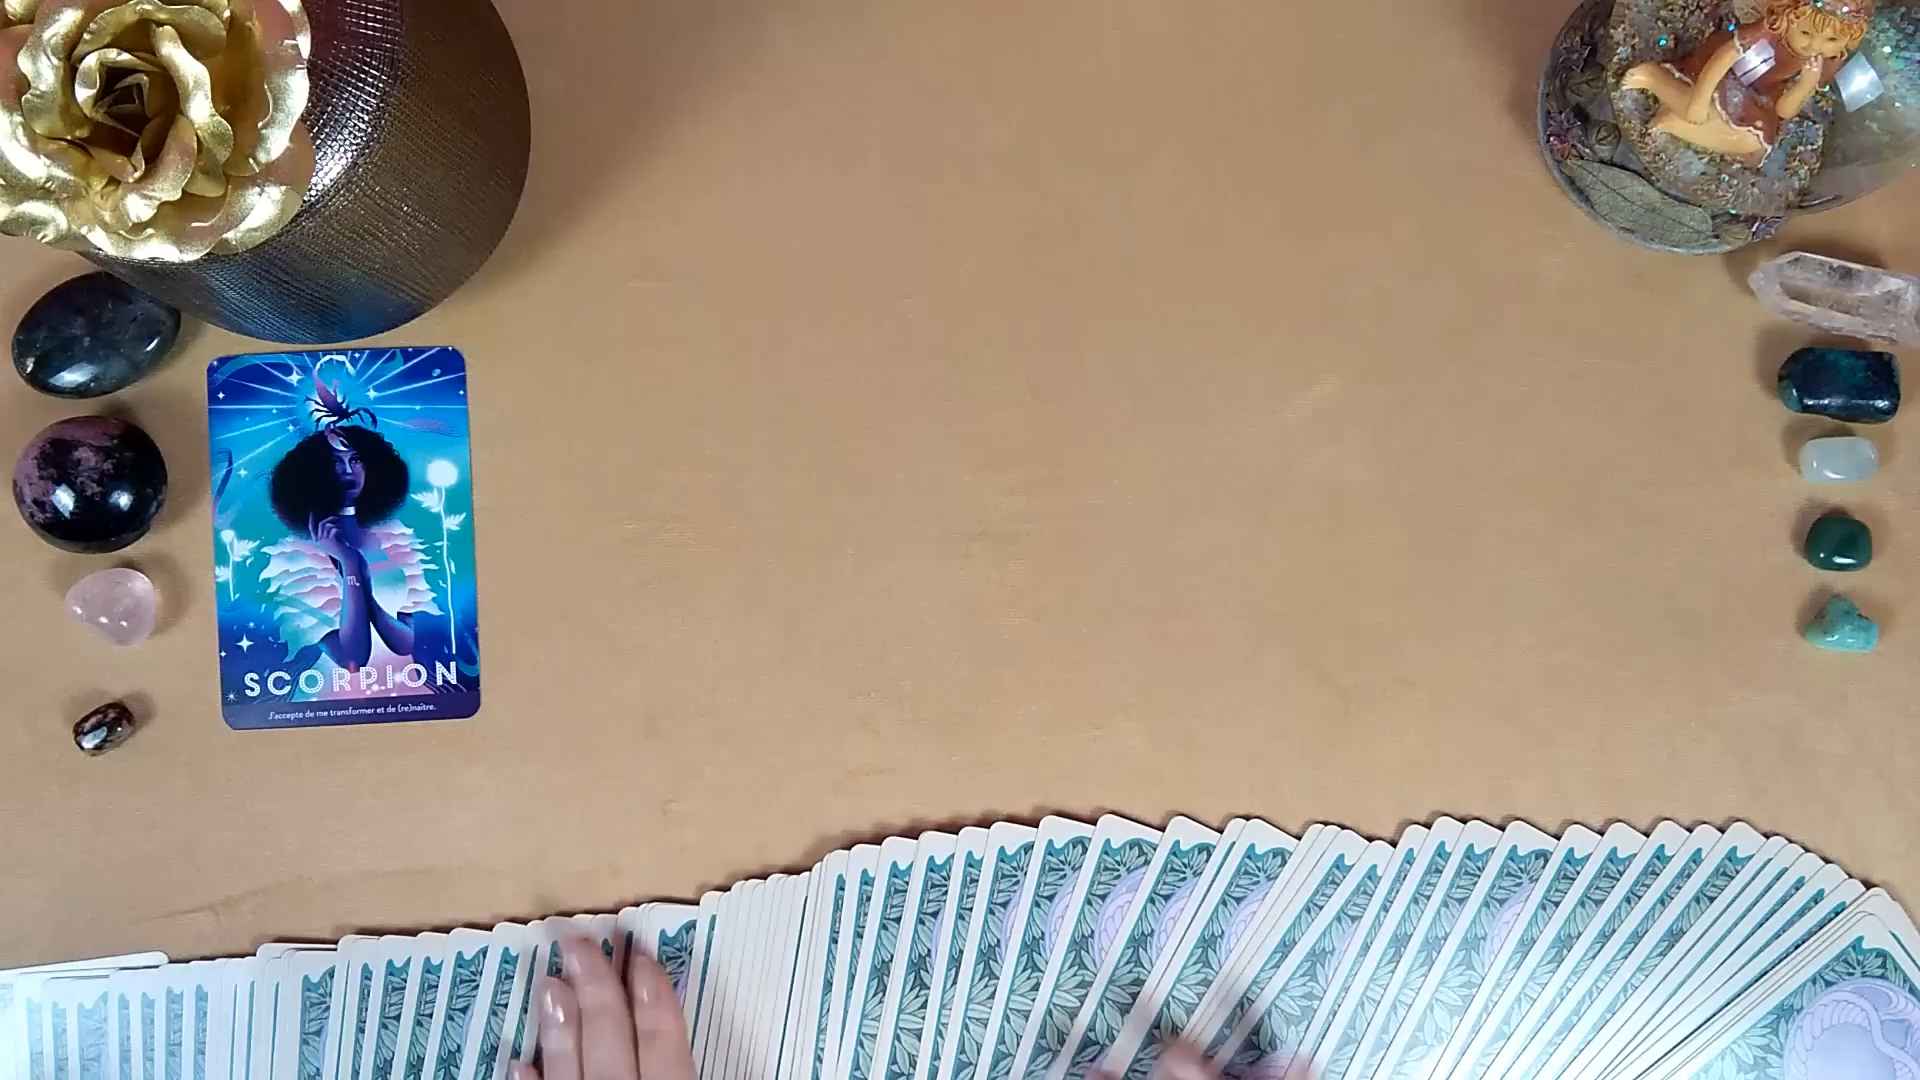 ♏
SCORPION
J'accepte de me transformer et de (re)naître.